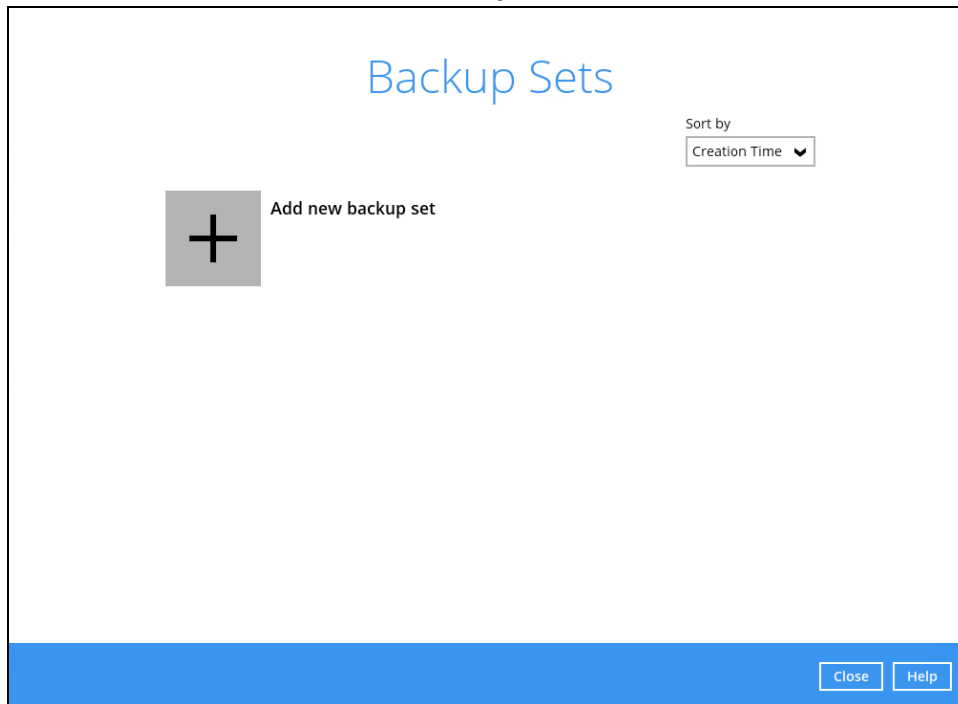 Backup Sets
Sort by
Creation Time
Add new backup set
Close Help